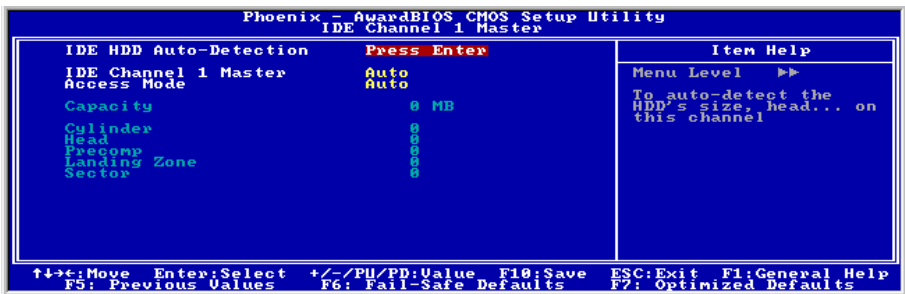 Phoenix - AwardBIOS CMOS Setup Utility
IDE Channel 1 Master
IDE HDD Auto-Detection Press Enter
IDE Channel 1 Master Auto
Access Mode Auto
Capacity 0 MB
Cylinder 0
Head 0
Precomp 0
Landing Zone 0
Sector 0
Item Help
Menu Level ▶▶
To auto-detect the
HDD's size, head... on
this channel
↑↓→←:Move Enter:Select +/-/PU/PD:Value F10:Save ESC:Exit F1:General Help
F5: Previous Values F6: Fail-Safe Defaults F7: Optimized Defaults